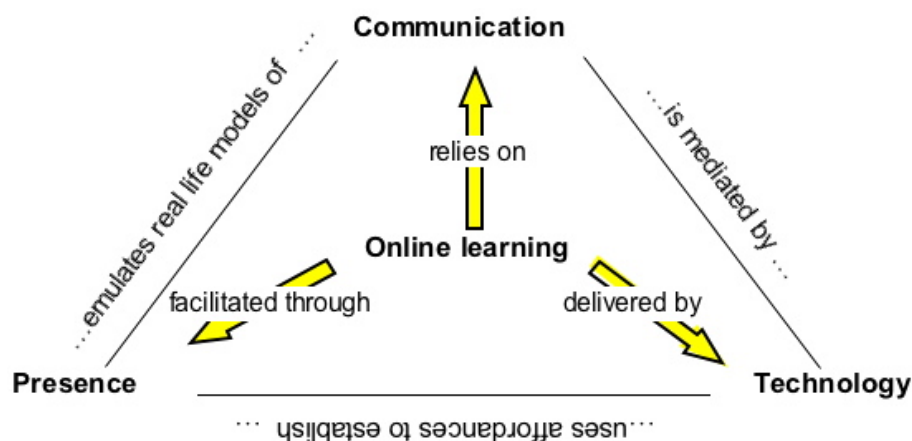 Communication
…emulates real life models of …
…is mediated by …
relies on
Online learning
facilitated through
delivered by
Presence
Technology
…uses affordances to establish …